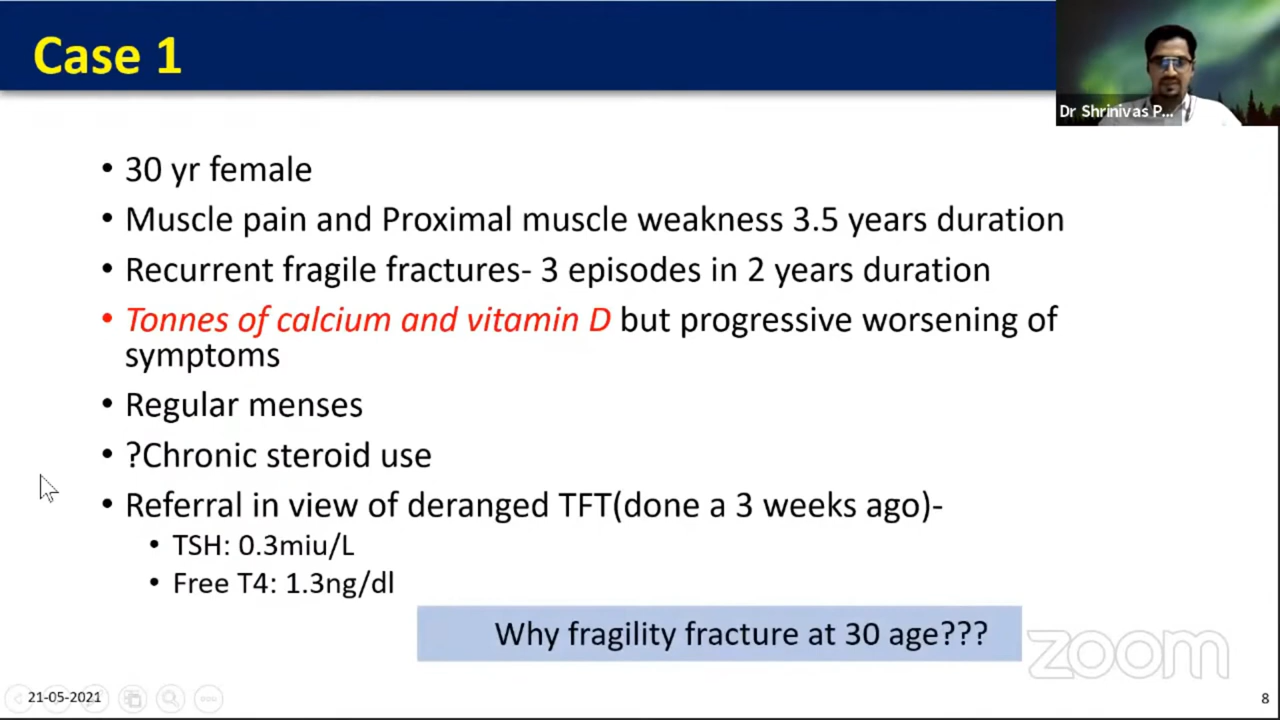 Case 1
Dr Shrinivas P...
• 30 yr female
• Muscle pain and Proximal muscle weakness 3.5 years duration
• Recurrent fragile fractures- 3 episodes in 2 years duration
• Tonnes of calcium and vitamin D but progressive worsening of
symptoms
• Regular menses
• ?Chronic steroid use
• Referral in view of deranged TFT(done a 3 weeks ago)-
• TSH: 0.3miu/L
• Free T4: 1.3ng/dl
Why fragility fracture at 30 age???
zoom
21-05-2021
8